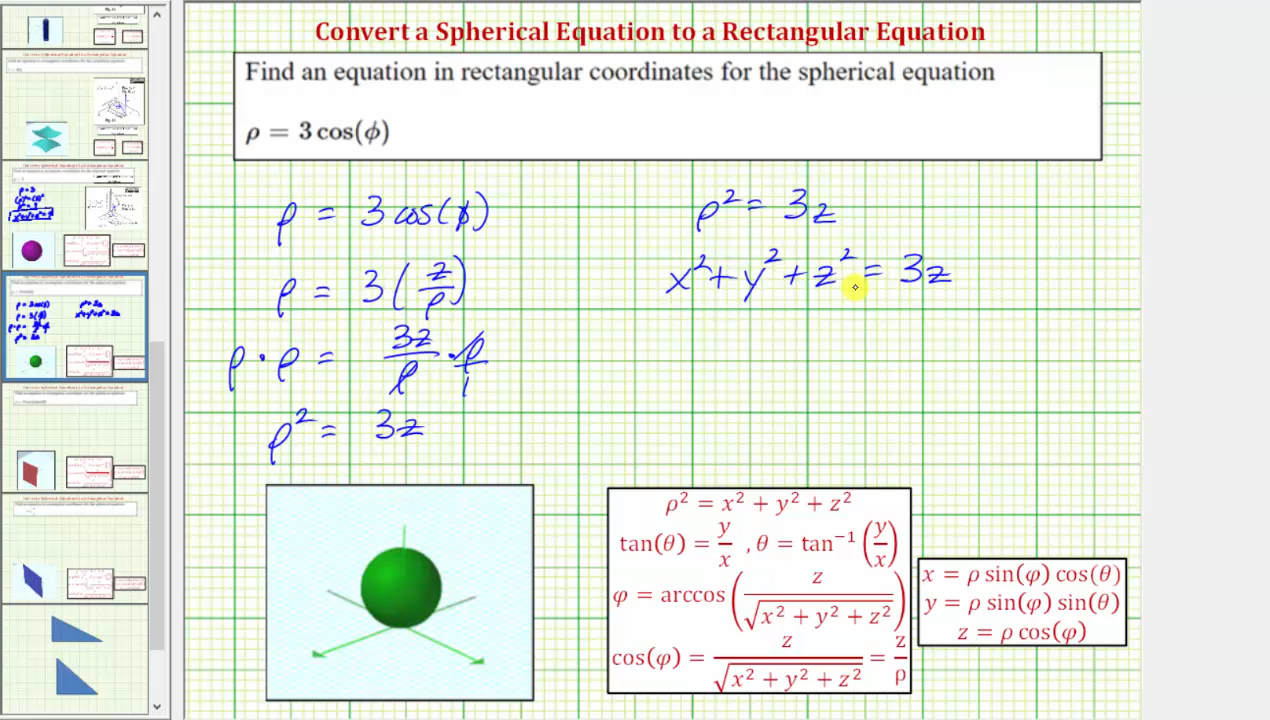 Convert a Spherical Equation to a Rectangular Equation
Find an equation in rectangular coordinates for the spherical equation
ρ = 3 cos(ϕ)
ρ = 3 cos(ϕ)
ρ = 3(z/ρ)
ρ · ρ = 3z/ρ · ρ/1
ρ² = 3z
ρ² = 3z
x² + y² + z² = 3z
ρ² = x² + y² + z²
tan(θ) = y/x , θ = tan⁻¹(y/x)
φ = arccos(z/√(x² + y² + z²))
cos(φ) = z/√(x² + y² + z²) = z/ρ
x = ρ sin(φ) cos(θ)
y = ρ sin(φ) sin(θ)
z = ρ cos(φ)